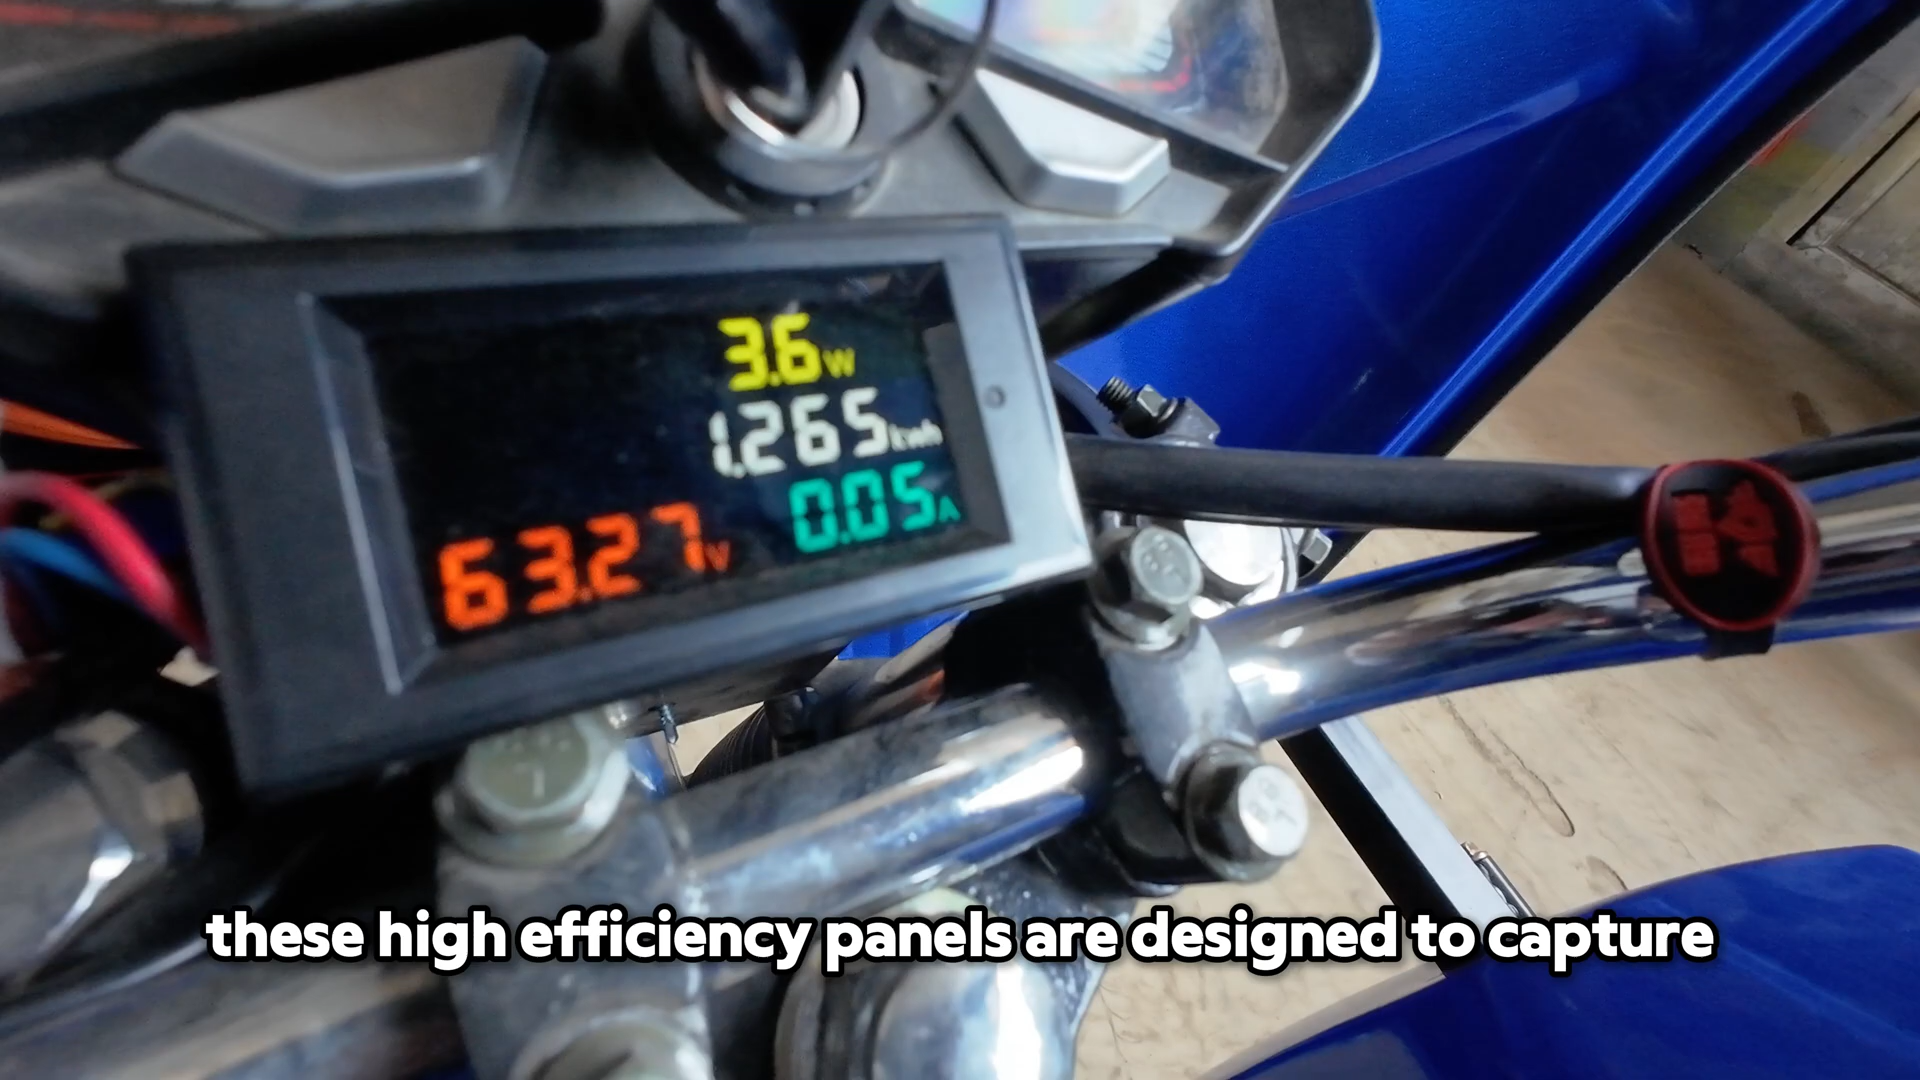 3.6W
1.265kwh
63.27V 0.05A
these high efficiency panels are designed to capture